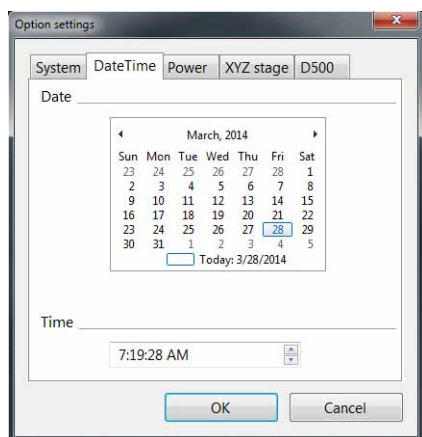 Option settings
System DateTime Power XYZ stage D500
Date
March, 2014
Sun Mon Tue Wed Thu Fri Sat
23 24 25 26 27 28 1
2 3 4 5 6 7 8
9 10 11 12 13 14 15
16 17 18 19 20 21 22
23 24 25 26 27 28 29
30 31 1 2 3 4 5
Today: 3/28/2014
Time
7:19:28 AM
OK Cancel